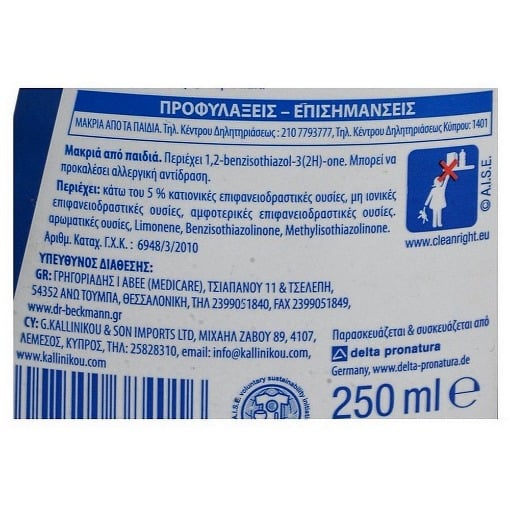 ΠΡΟΦΥΛΑΞΕΙΣ – ΕΠΙΣΗΜΑΝΣΕΙΣ
ΜΑΚΡΙΑ ΑΠΟ ΤΑ ΠΑΙΔΙΑ. Τηλ. Κέντρου Δηλητηριάσεως : 210 7793777, Τηλ. Κέντρου Δηλητηριάσεως Κύπρου: 1401
Μακριά από παιδιά. Περιέχει 1,2-benzisothiazol-3(2H)-one. Μπορεί να
προκαλέσει αλλεργική αντίδραση.
Περιέχει: κάτω του 5 % κατιονικές επιφανειοδραστικές ουσίες, μη ιονικές
επιφανειοδραστικές ουσίες, αμφοτερικές επιφανειοδραστικές ουσίες.
αρωματικές ουσίες, Limonene, Benzisothiazolinone, Methylisothiazolinone.
Αριθμ. Καταχ. Γ.Χ.Κ. : 6948/3/2010
© A.I.S.E.
www.cleanright.eu
ΥΠΕΥΘΥΝΟΣ ΔΙΑΘΕΣΗΣ:
GR: ΓΡΗΓΟΡΙΑΔΗΣ Ι ΑΒΕΕ (MEDICARE), ΤΣΙΑΠΑΝΟΥ 11 & ΤΣΕΛΕΠΗ,
54352 ΑΝΩ ΤΟΥΜΠΑ, ΘΕΣΣΑΛΟΝΙΚΗ, ΤΗΛ 2399051840, FAX 2399051849,
www.dr-beckmann.gr
CY: G.KALLINIKOU & SON IMPORTS LTD, ΜΙΧΑΗΛ ΖΑΒΟΥ 89, 4107,
ΛΕΜΕΣΟΣ, ΚΥΠΡΟΣ, ΤΗΛ: 25828310, email: info@kallinikou.com,
www.kallinikou.com
Παρασκευάζεται & συσκευάζεται από
delta pronatura
Germany, www.delta-pronatura.de
A.I.S.E. voluntary sustainability
250 ml e